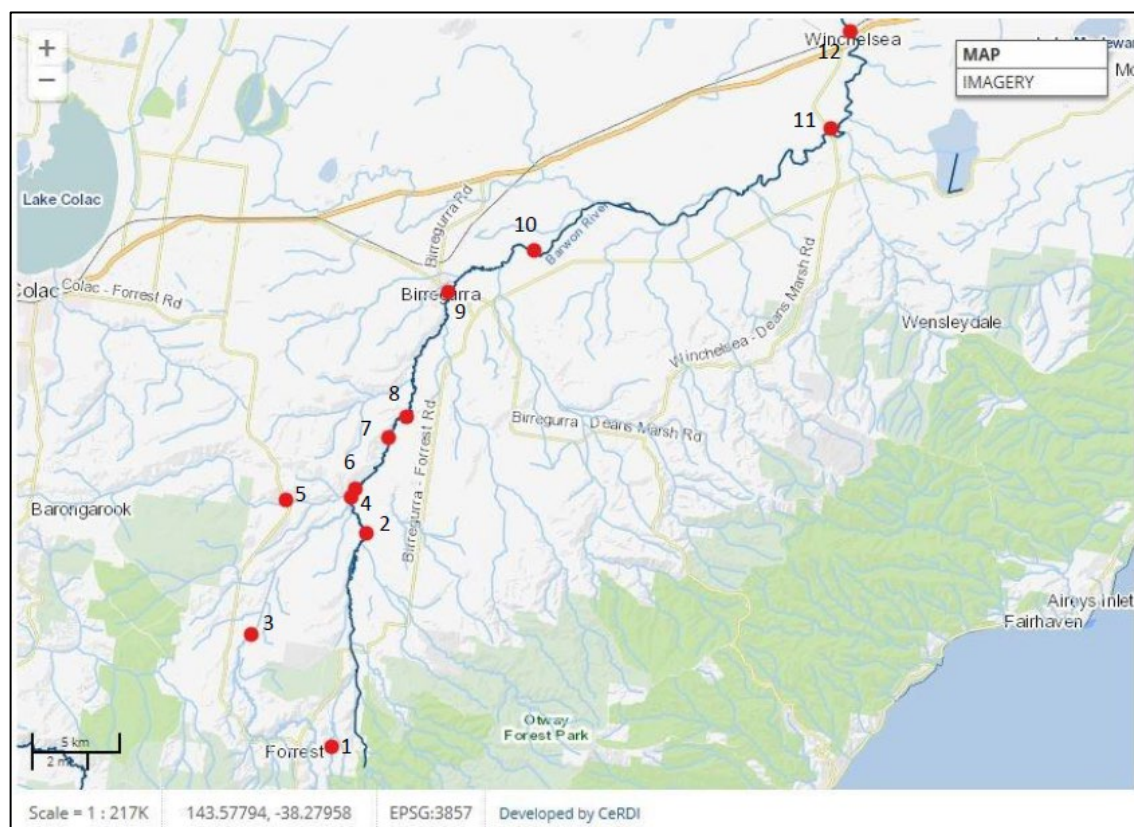 +
−
Winchelsea
12
MAP
IMAGERY
11
Lake Colac
Birregurra Rd
10
Barwon River
Colac
Colac - Forrest Rd
Birregurra
9
Winchelsea - Deans Marsh Rd
Wensleydale
8
7
Birregurra - Deans Marsh Rd
Birregurra - Forrest Rd
6
5
4
Barongarook
2
Aireys Inlet
Fairhaven
3
Otway
Forest Park
5 km
Forrest
1
Scale = 1 : 217K
143.57794, -38.27958
EPSG:3857
Developed by CeRDI